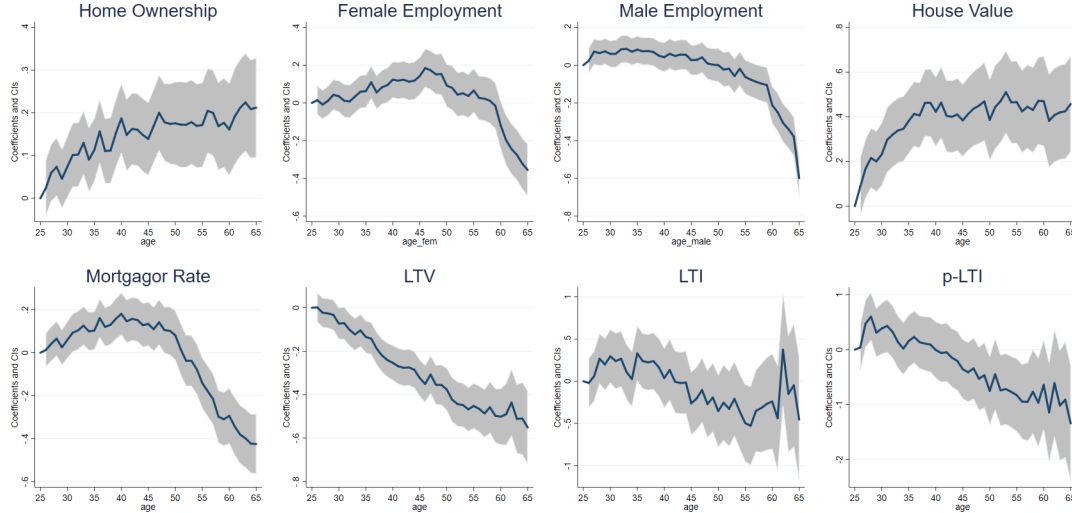 Home Ownership
Coefficients and CIs
.4
.3
.2
.1
0
25 30 35 40 45 50 55 60 65
age
Female Employment
Coefficients and CIs
.4
.2
0
-.2
-.4
-.6
25 30 35 40 45 50 55 60 65
age_fem
Male Employment
Coefficients and CIs
.2
0
-.2
-.4
-.6
-.8
25 30 35 40 45 50 55 60 65
age_male
House Value
Coefficients and CIs
.8
.6
.4
.2
0
25 30 35 40 45 50 55 60 65
age
Mortgagor Rate
Coefficients and CIs
.2
0
-.2
-.4
-.6
25 30 35 40 45 50 55 60 65
age
LTV
Coefficients and CIs
0
-.2
-.4
-.6
-.8
25 30 35 40 45 50 55 60 65
age
LTI
Coefficients and CIs
1
.5
0
-.5
-1
25 30 35 40 45 50 55 60 65
age
p-LTI
Coefficients and CIs
1
0
-1
-2
25 30 35 40 45 50 55 60 65
age